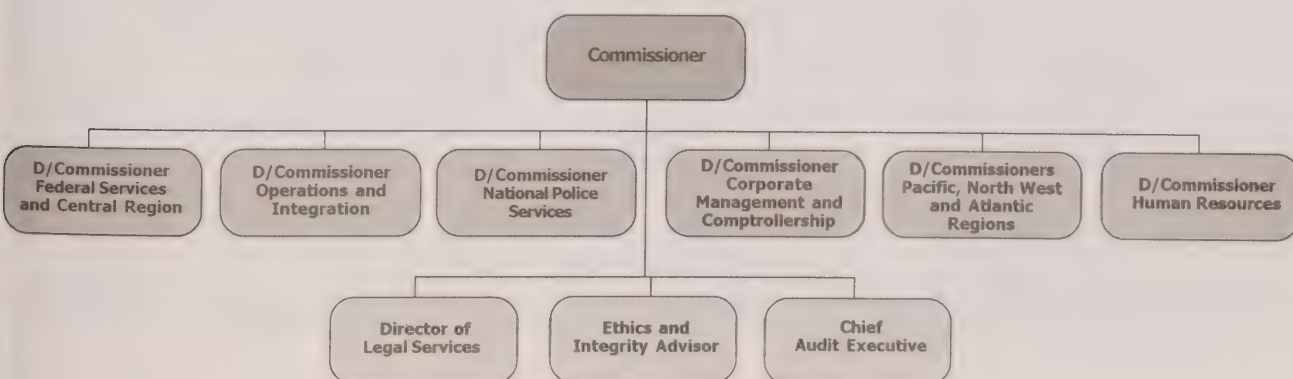 Commissioner
D/Commissioner
Federal Services
and Central Region
D/Commissioner
Operations and
Integration
D/Commissioner
National Police
Services
D/Commissioner
Corporate
Management and
Comptrollership
D/Commissioners
Pacific, North West
and Atlantic
Regions
D/Commissioner
Human Resources
Director of
Legal Services
Ethics and
Integrity Advisor
Chief
Audit Executive